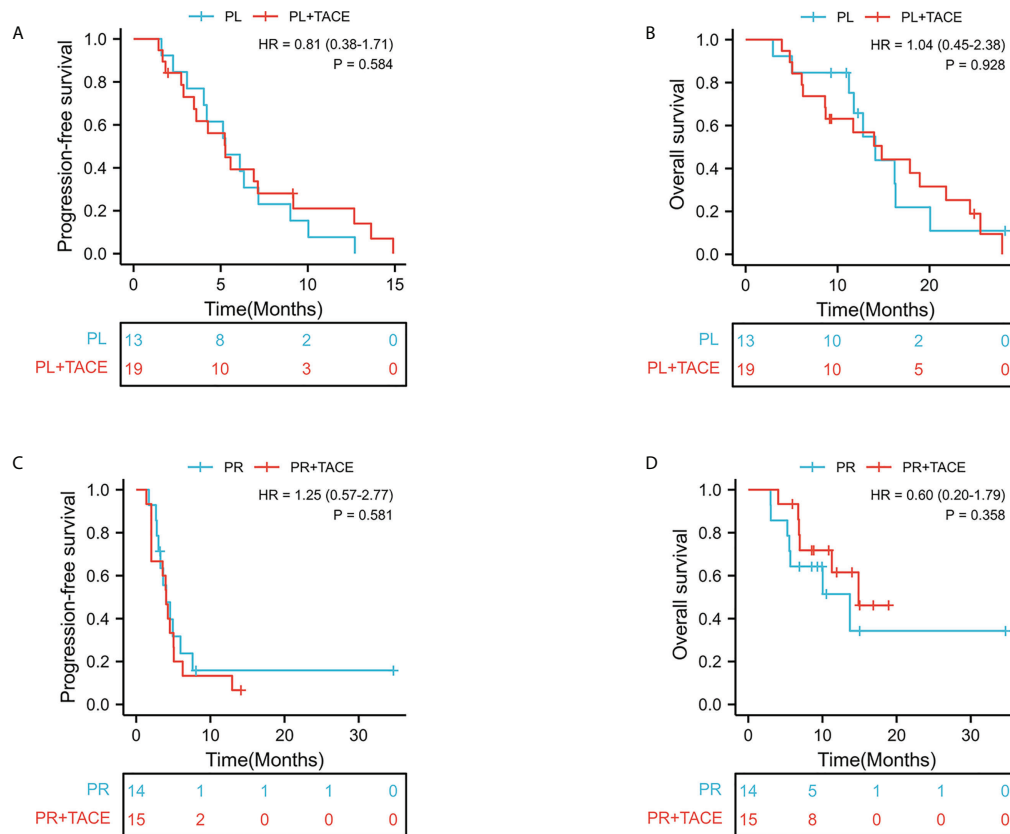 A
PL PL+TACE
HR = 0.81 (0.38-1.71)
P = 0.584
Progression-free survival
1.0
0.8
0.6
0.4
0.2
0.0
0 5 10 15
Time(Months)
PL 13 8 2 0
PL+TACE 19 10 3 0
B
PL PL+TACE
HR = 1.04 (0.45-2.38)
P = 0.928
Overall survival
1.0
0.8
0.6
0.4
0.2
0.0
0 10 20
Time(Months)
PL 13 10 2 0
PL+TACE 19 10 5 0
C
PR PR+TACE
HR = 1.25 (0.57-2.77)
P = 0.581
Progression-free survival
1.0
0.8
0.6
0.4
0.2
0.0
0 10 20 30
Time(Months)
PR 14 1 1 1 0
PR+TACE 15 2 0 0 0
D
PR PR+TACE
HR = 0.60 (0.20-1.79)
P = 0.358
Overall survival
1.0
0.8
0.6
0.4
0.2
0.0
0 10 20 30
Time(Months)
PR 14 5 1 1 0
PR+TACE 15 8 0 0 0